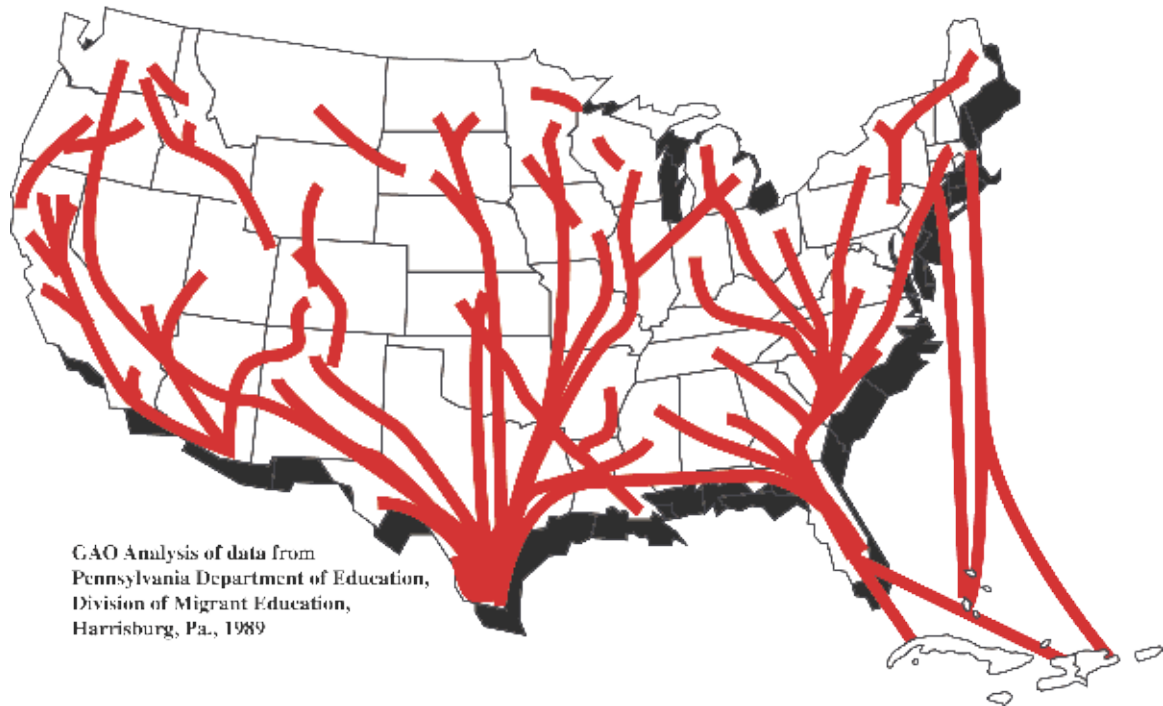 GAO Analysis of data from
Pennsylvania Department of Education,
Division of Migrant Education,
Harrisburg, Pa., 1989